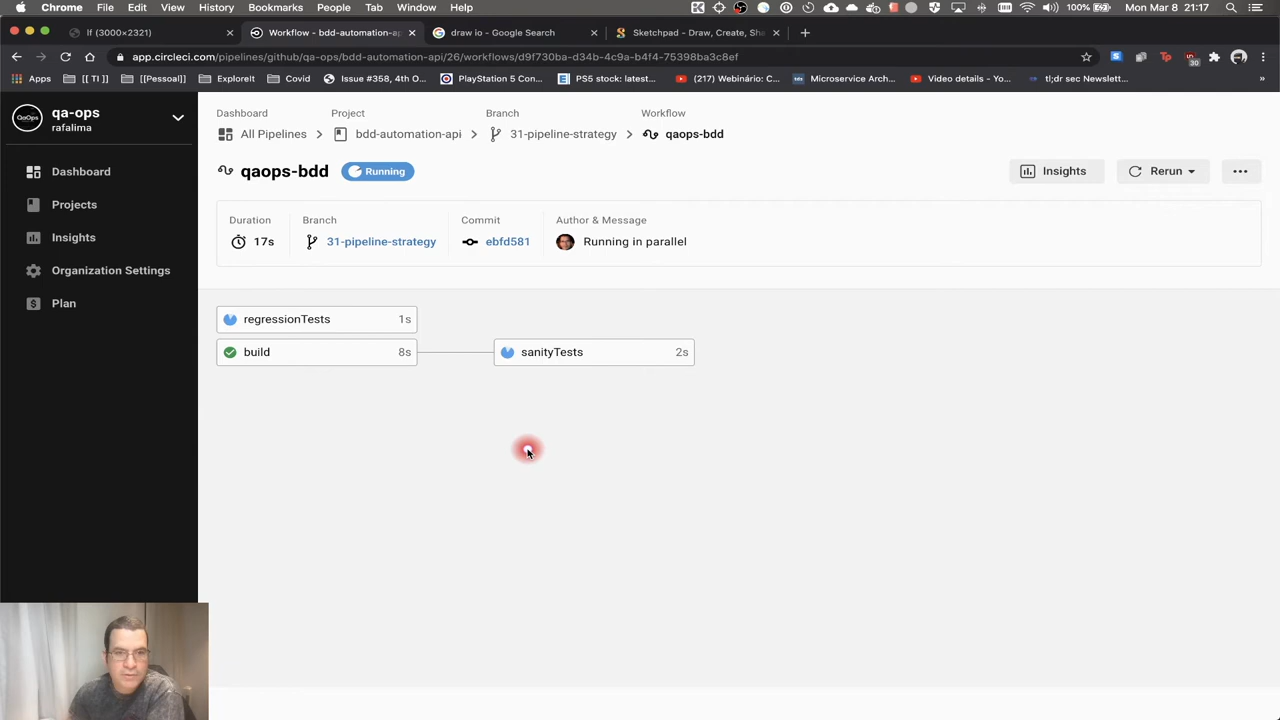 Chrome File Edit View History Bookmarks People Tab Window Help 100% Mon Mar 8 21:17
lf (3000×2321) × Workflow - bdd-automation-ap × draw io - Google Search × Sketchpad - Draw, Create, Sha × +
app.circleci.com/pipelines/github/qa-ops/bdd-automation-api/26/workflows/d9f730ba-d34b-4c9a-b4f4-75398ba3c8ef
Apps [[ TI ]] [Pessoal] ExploreIt Covid Issue #358, 4th O... PlayStation 5 Con... PS5 stock: latest... (217) Webinário: C... Microservice Arch... Video details - Yo... tl;dr sec Newslett... »
QaOps
qa-ops
rafalima
Dashboard
Projects
Insights
Organization Settings
Plan
Dashboard Project Branch Workflow
All Pipelines > bdd-automation-api > 31-pipeline-strategy > qaops-bdd
qaops-bdd Running Insights Rerun ...
Duration Branch Commit Author & Message
17s 31-pipeline-strategy ebfd581 Running in parallel
regressionTests 1s
build 8s sanityTests 2s